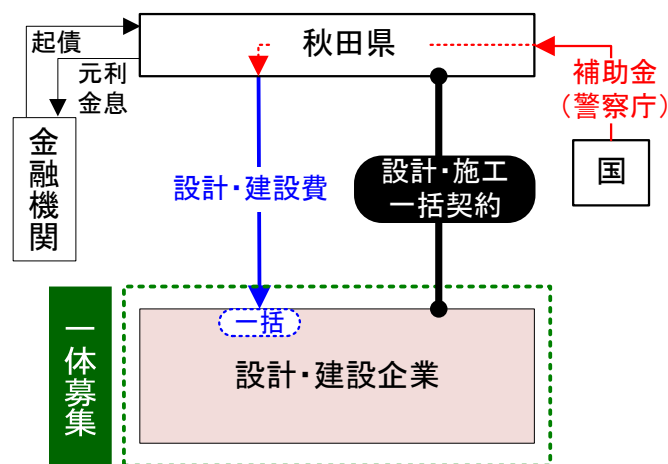 起債
秋田県
元利
金息
補助金
（警察庁）
金融機関
国
設計・建設費
設計・施工
一括契約
一括
一体募集
設計・建設企業